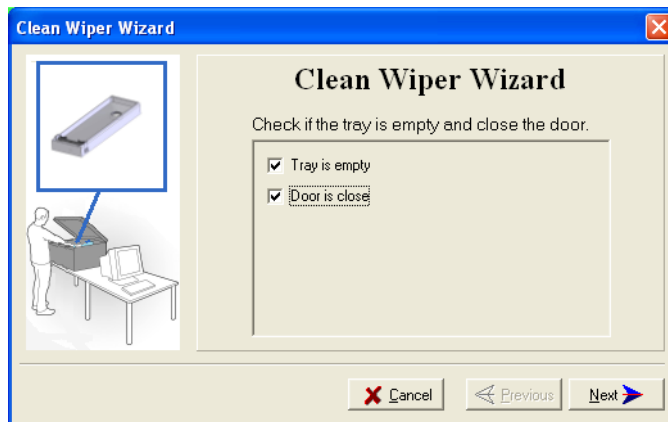 Clean Wiper Wizard
Clean Wiper Wizard
Check if the tray is empty and close the door.
Tray is empty
Door is close
Cancel
Previous
Next